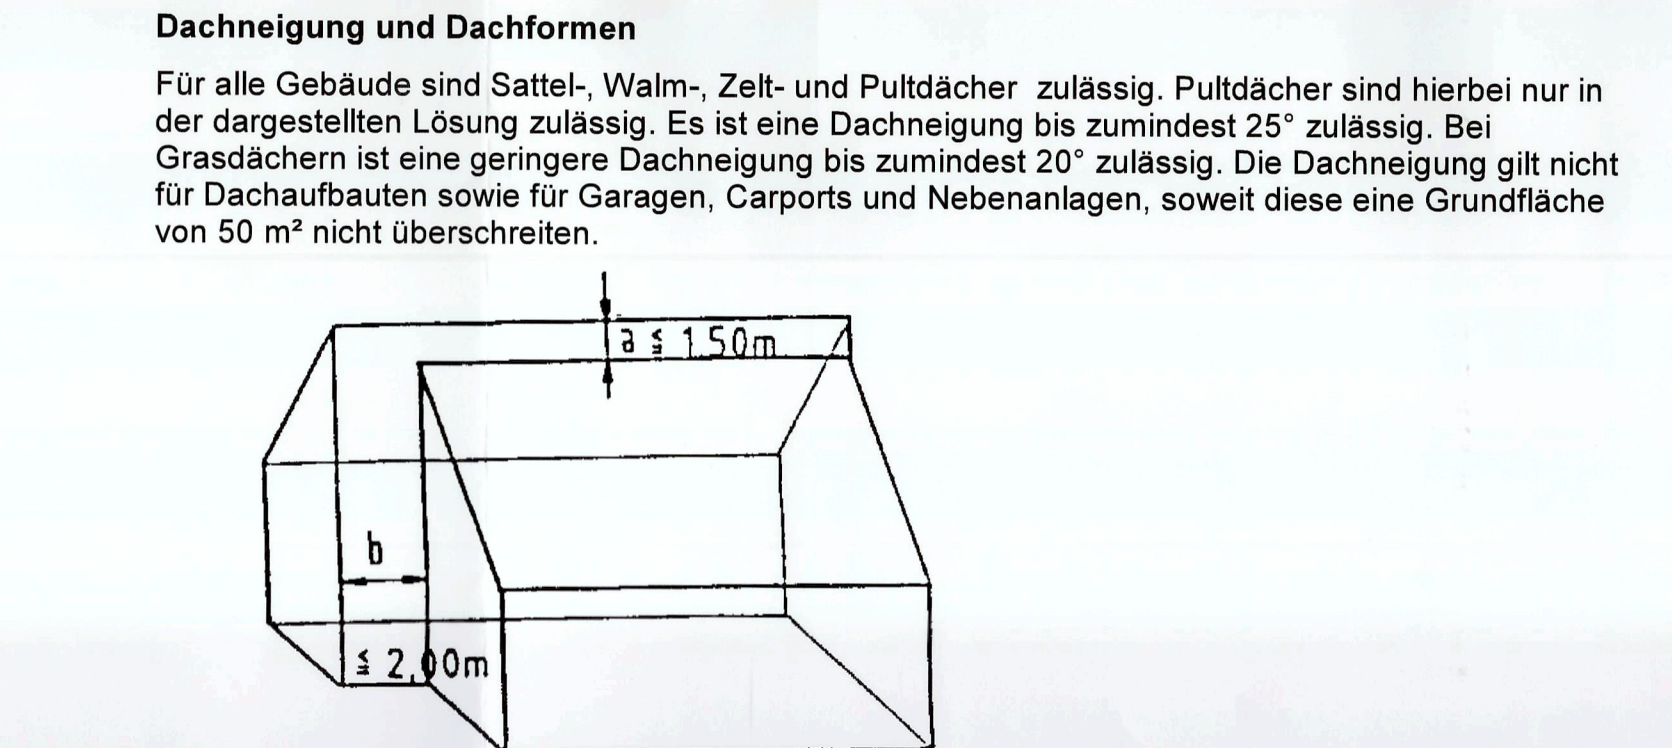 Dachneigung und Dachformen
Für alle Gebäude sind Sattel-, Walm-, Zelt- und Pultdächer zulässig. Pultdächer sind hierbei nur in
der dargestellten Lösung zulässig. Es ist eine Dachneigung bis zumindest 25° zulässig. Bei
Grasdächern ist eine geringere Dachneigung bis zumindest 20° zulässig. Die Dachneigung gilt nicht
für Dachaufbauten sowie für Garagen, Carports und Nebenanlagen, soweit diese eine Grundfläche
von 50 m² nicht überschreiten.
a ≦ 1.50m
b
≦ 2,00m